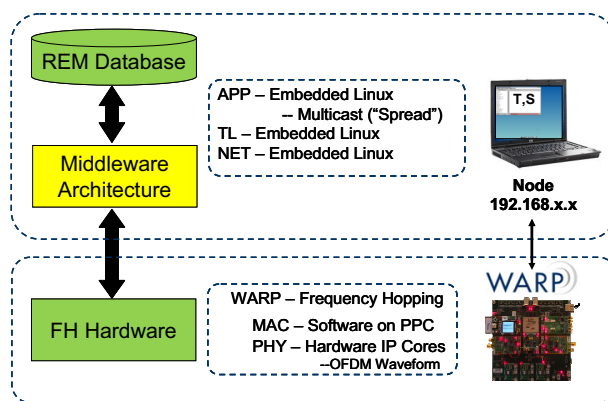 REM Database
Middleware
Architecture
FH Hardware
APP – Embedded Linux
-- Multicast (“Spread”)
TL – Embedded Linux
NET – Embedded Linux
WARP – Frequency Hopping
MAC – Software on PPC
PHY – Hardware IP Cores
--OFDM Waveform
T,S
Node
192.168.x.x
WARP